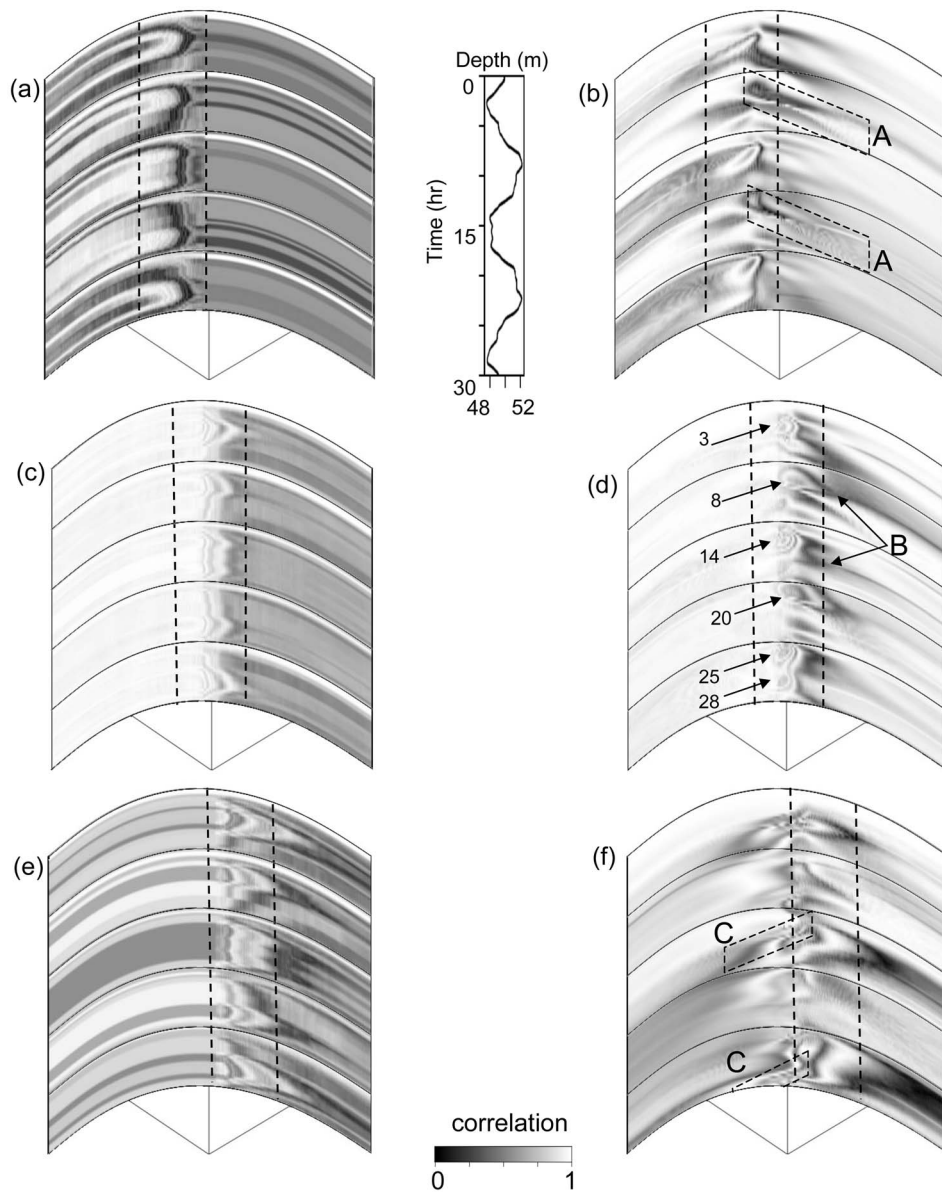 (a)
Depth (m)
0
Time (hr)
15
30
48 52
(b)
A
A
(c)
(d)
3
8
14
20
25
28
B
(e)
(f)
C
C
correlation
0 1